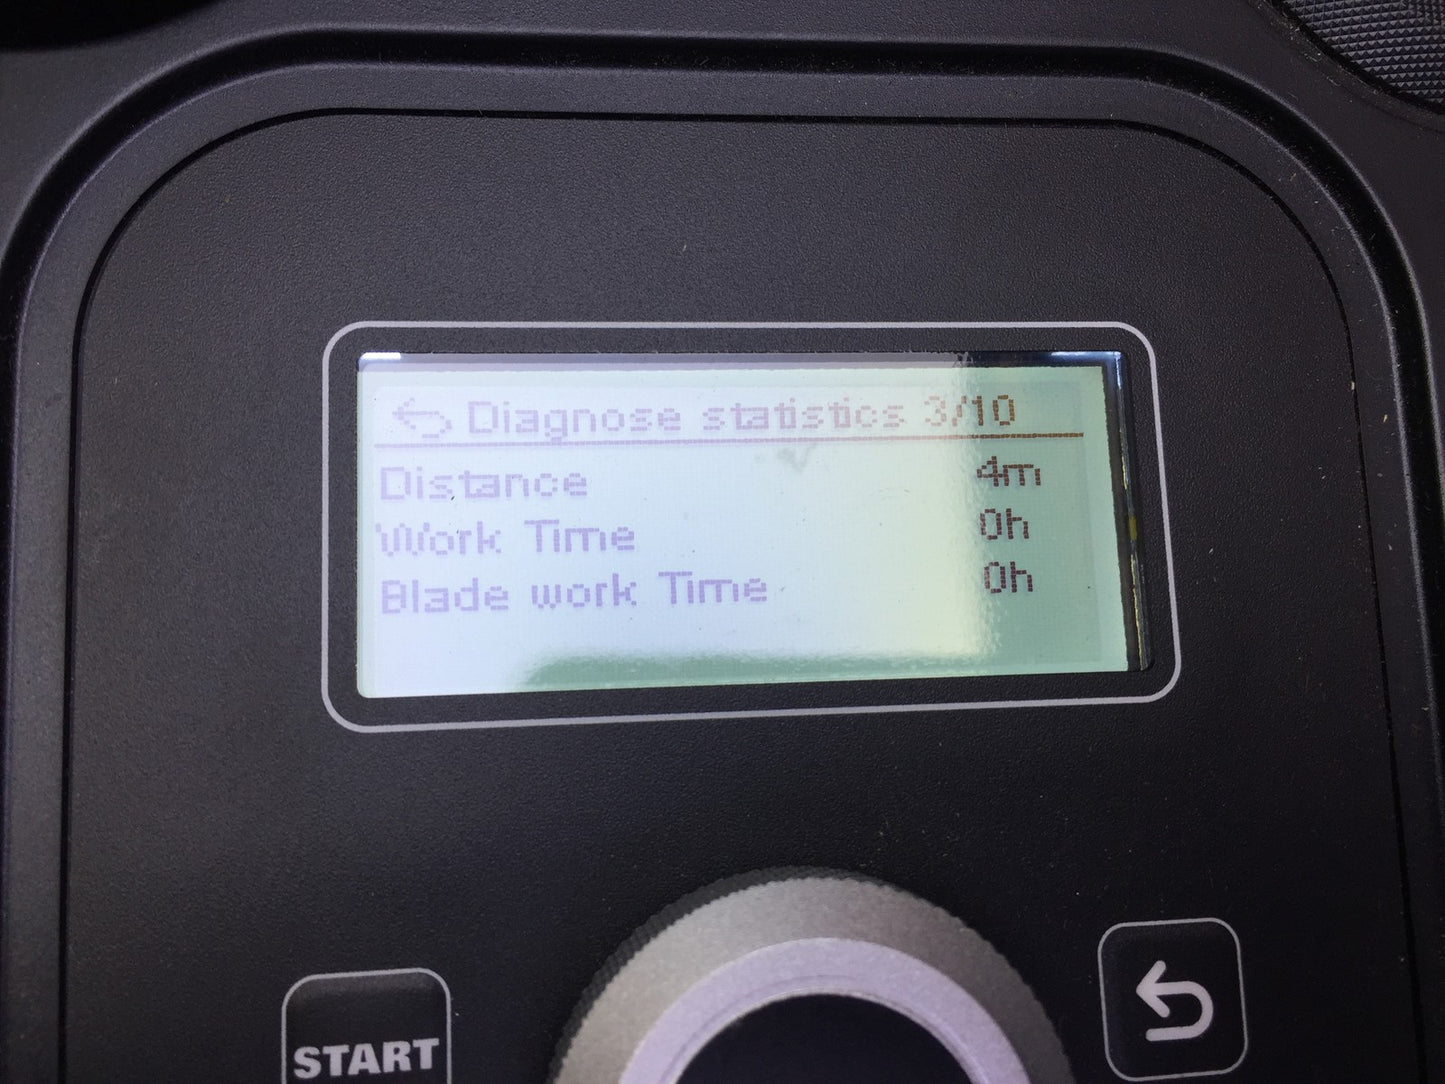 Diagnose statistics 3/10
Distance 4m
Work Time 0h
Blade work Time 0h
START